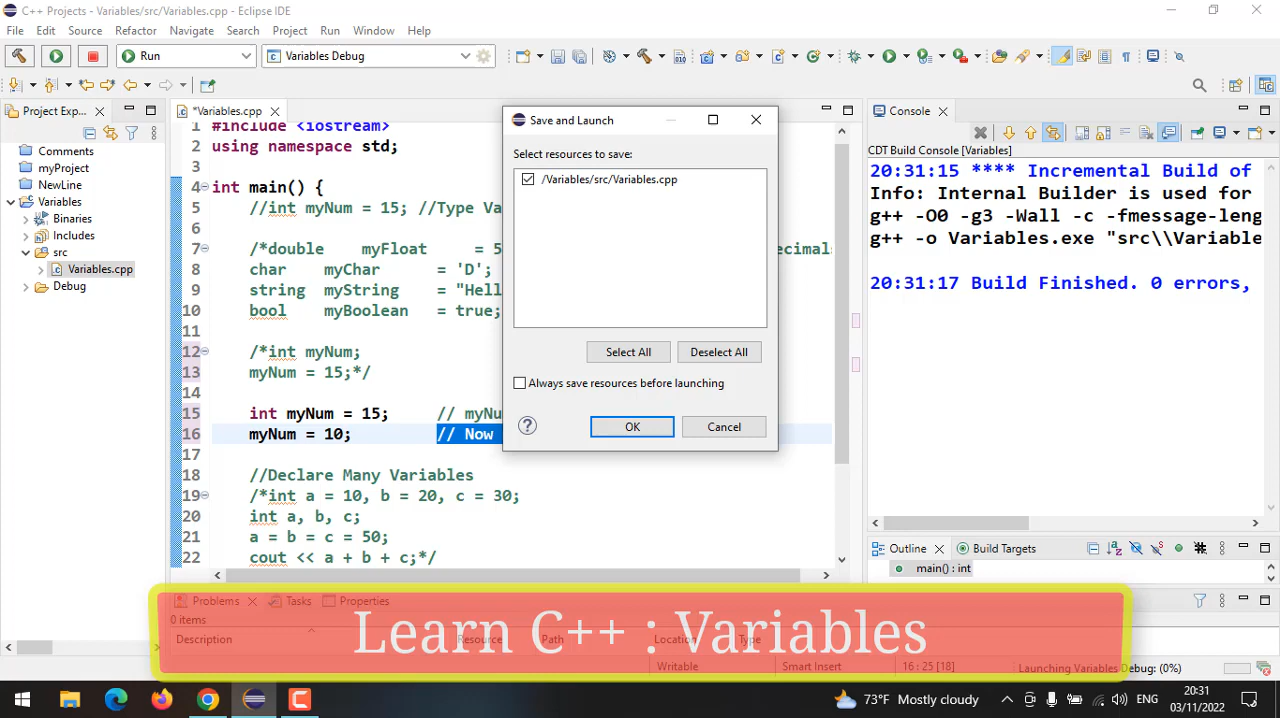 C++ Projects - Variables/src/Variables.cpp - Eclipse IDE
File Edit Source Refactor Navigate Search Project Run Window Help
Run
Variables Debug
Project Exp...
Comments
myProject
NewLine
Variables
Binaries
Includes
src
Variables.cpp
Debug
*Variables.cpp
1 #include <iostream>
2 using namespace std;
3
4 int main() {
5 //int myNum = 15; //Type Va
6
7 /*double myFloat = 5 ecimals
8 char myChar = 'D';
9 string myString = "Hell
10 bool myBoolean = true;
11
12 /*int myNum;
13 myNum = 15;*/
14
15 int myNum = 15; // myNu
16 myNum = 10; // Now
17
18 //Declare Many Variables
19 /*int a = 10, b = 20, c = 30;
20 int a, b, c;
21 a = b = c = 50;
22 cout << a + b + c;*/
Save and Launch
Select resources to save:
/Variables/src/Variables.cpp
Select All Deselect All
Always save resources before launching
OK Cancel
Console
CDT Build Console [Variables]
20:31:15 **** Incremental Build of
Info: Internal Builder is used for
g++ -O0 -g3 -Wall -c -fmessage-leng
g++ -o Variables.exe "src\\Variable
20:31:17 Build Finished. 0 errors,
Outline Build Targets
main() : int
Problems Tasks Properties
0 items
Description Resource Path Location Type
Learn C++ : Variables
Writable Smart Insert 16 : 25 [18] Launching Variables Debug: (0%)
73°F Mostly cloudy ENG 20:31
03/11/2022